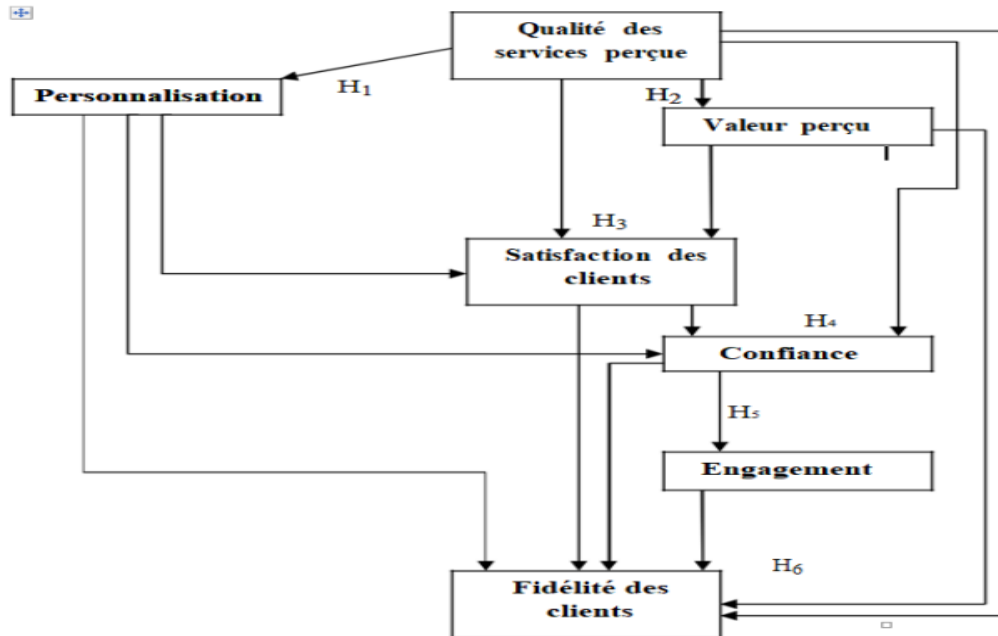 Qualité des
services perçue
Personnalisation
H1
H2
Valeur perçu
H3
Satisfaction des
clients
H4
Confiance
H5
Engagement
H6
Fidélité des
clients